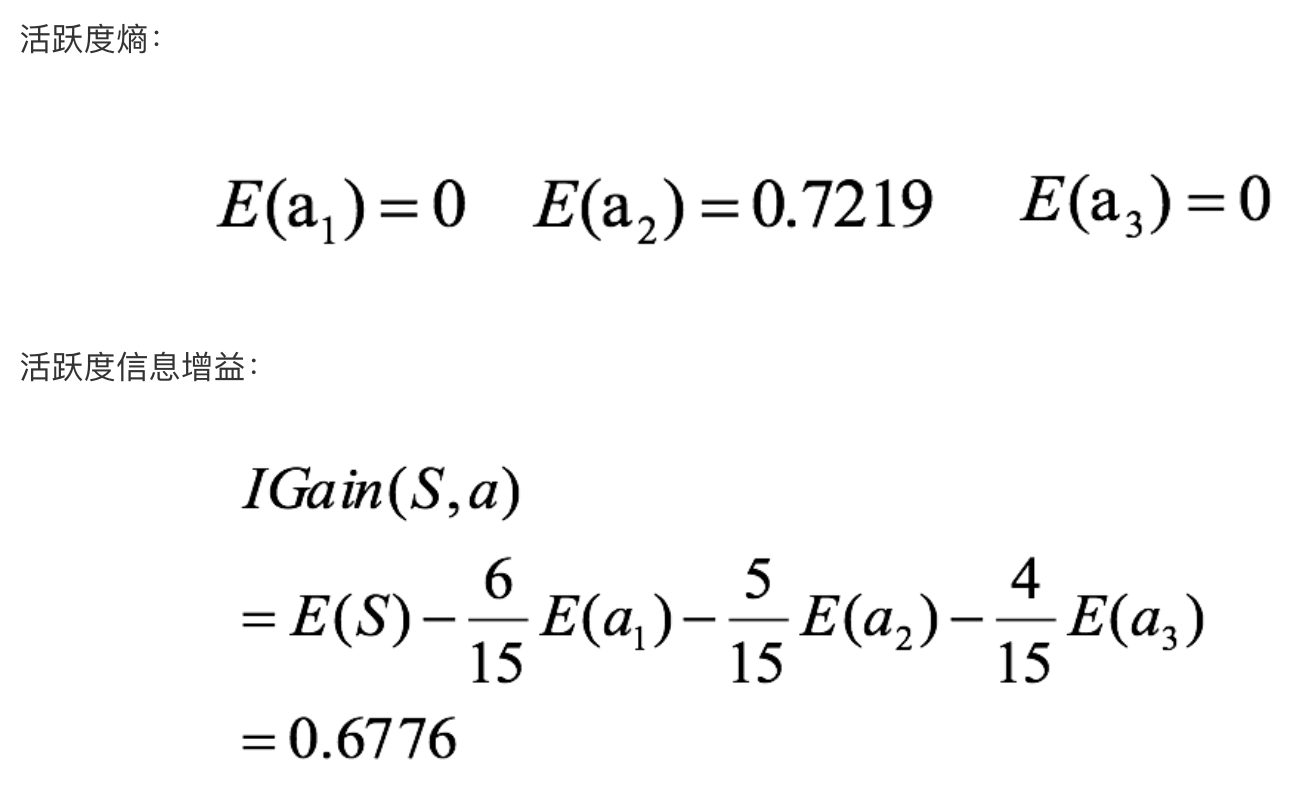 活跃度熵：
E(a₁) = 0 E(a₂) = 0.7219 E(a₃) = 0
活跃度信息增益：
IGain(S, a)
= E(S) − 6/15 E(a₁) − 5/15 E(a₂) − 4/15 E(a₃)
= 0.6776